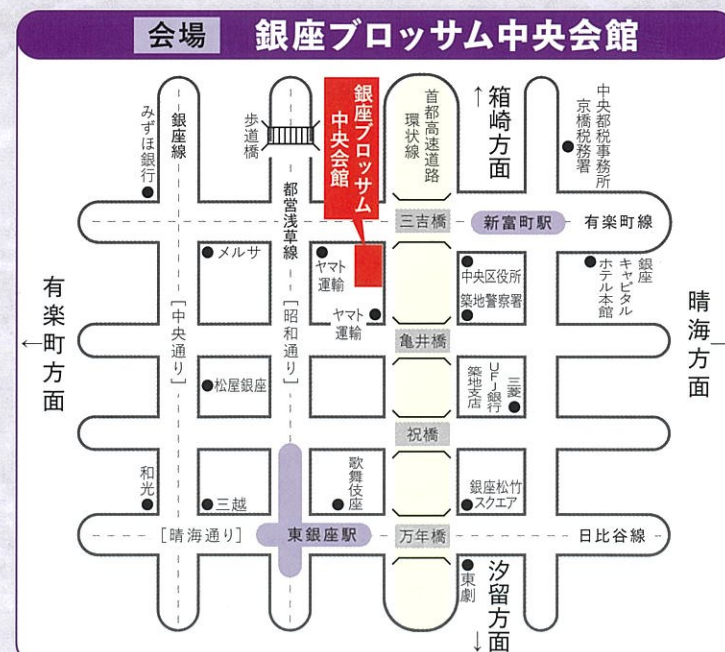 会場 銀座ブロッサム中央会館
みずほ銀行
銀座線
歩道橋
都営浅草線
銀座ブロッサム
中央会館
首都高速道路
環状線
↑箱崎方面
中央都税事務所
京橋税務署
三吉橋
新富町駅
有楽町線
メルサ
ヤマト
運輸
中央区役所
築地警察署
銀座
キャピタル
ホテル本館
[中央通り]
[昭和通り]
ヤマト
運輸
亀井橋
←有楽町方面
晴海方面
松屋銀座
三菱
UFJ銀行
築地支店
祝橋
和光
三越
歌舞伎座
銀座松竹
スクエア
[晴海通り]
東銀座駅
万年橋
日比谷線
東劇
汐留方面↓